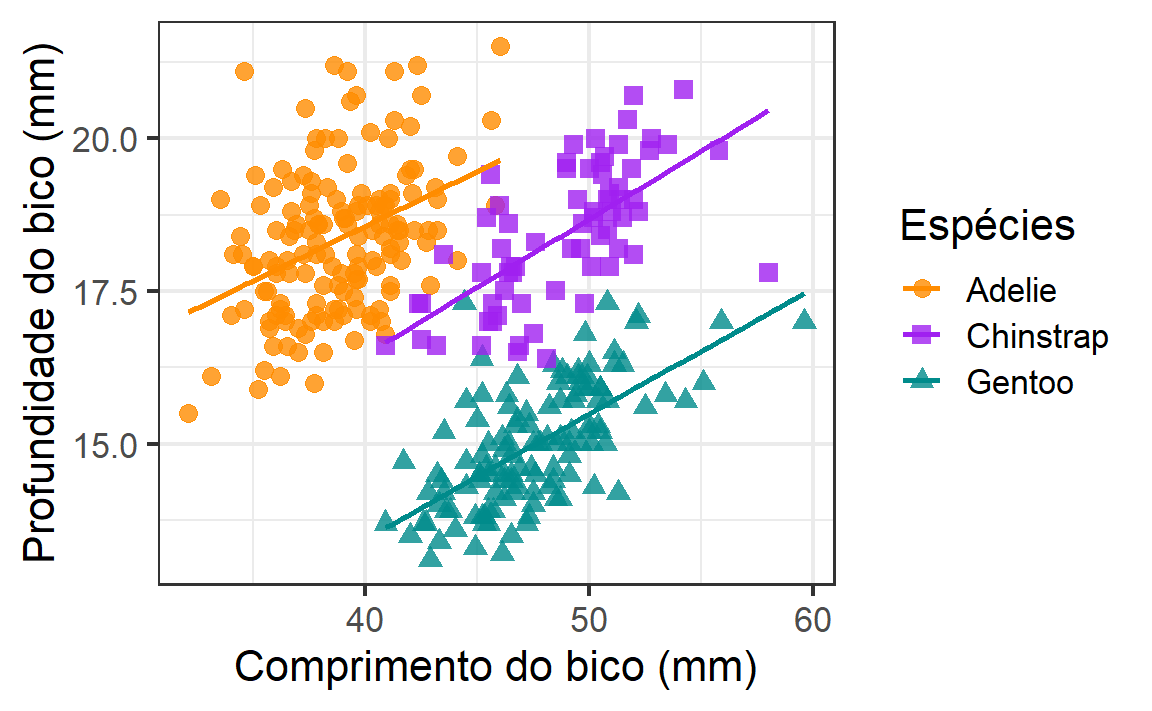 Profundidade do bico (mm)
20.0
17.5
15.0
40
50
60
Comprimento do bico (mm)
Espécies
Adelie
Chinstrap
Gentoo